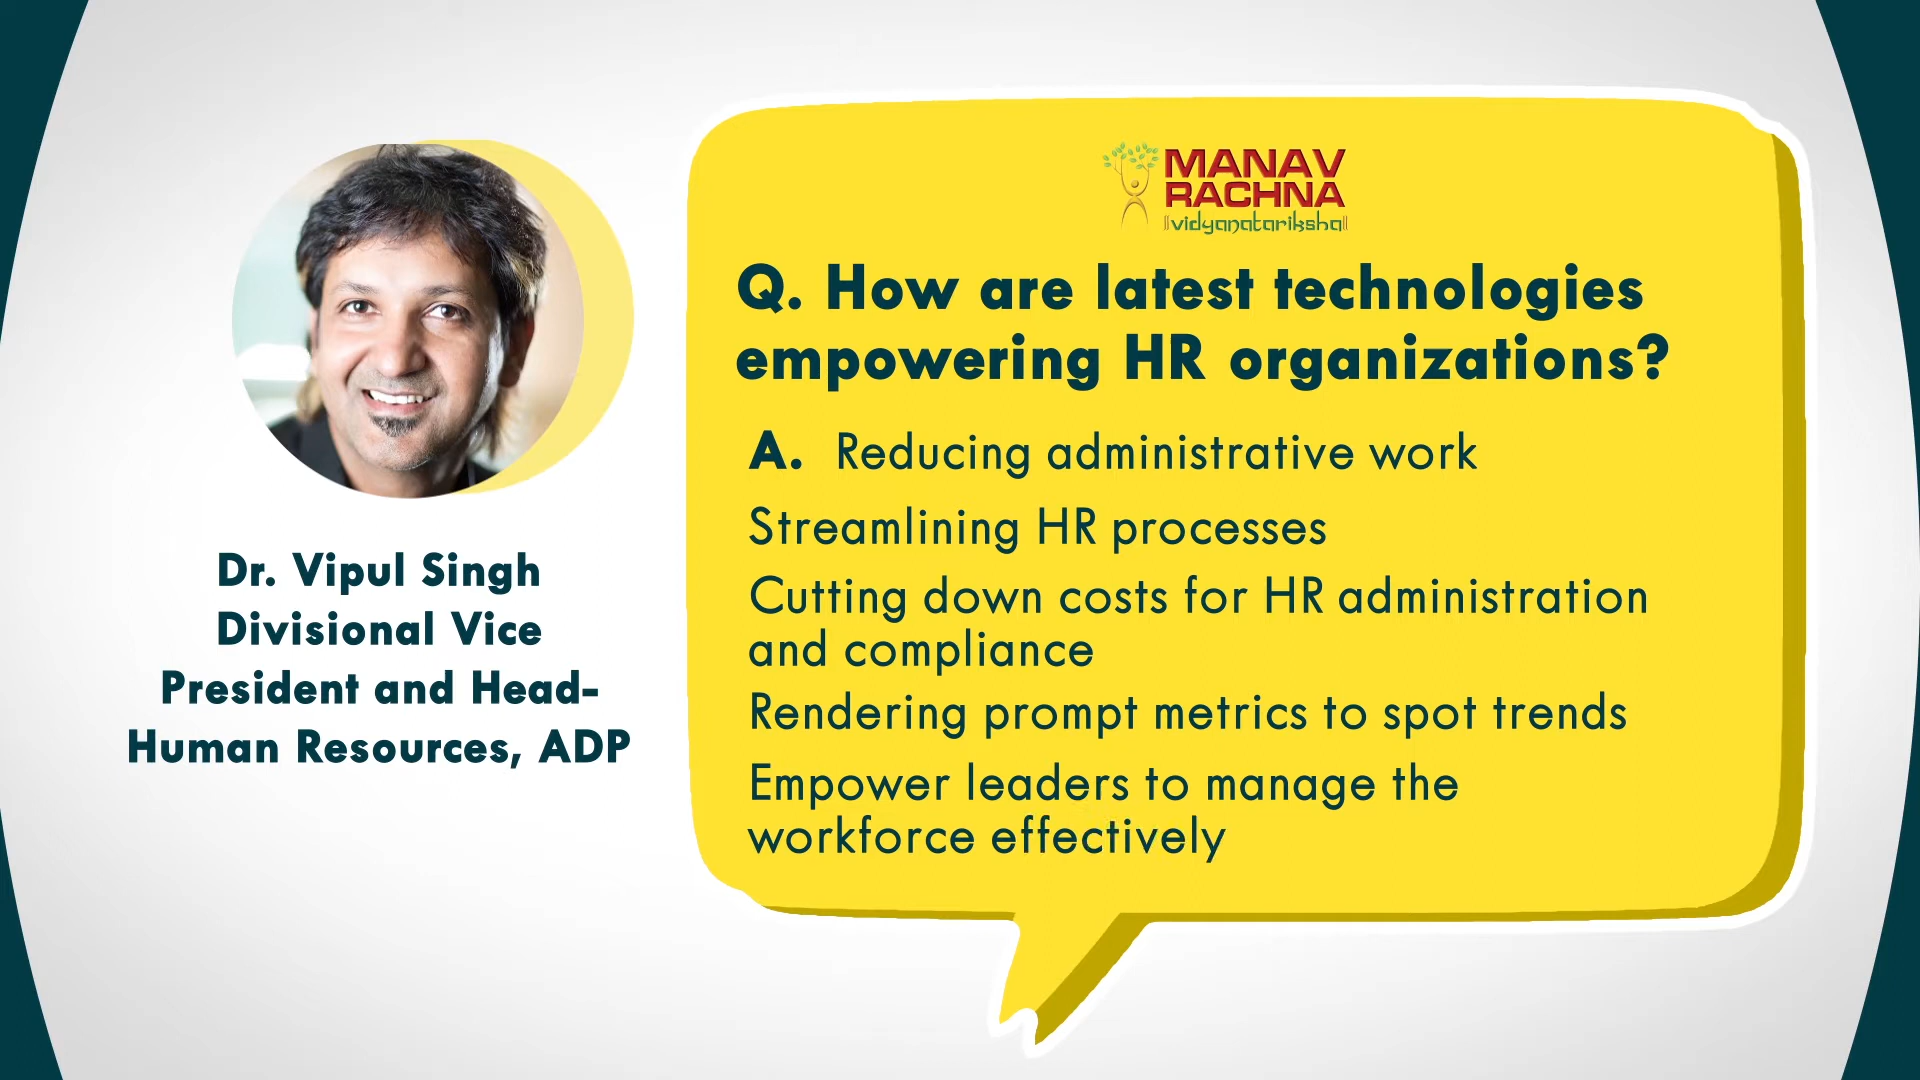 MANAV
RACHNA
॥vidyanatariksha॥
Q. How are latest technologies
empowering HR organizations?
A. Reducing administrative work
Streamlining HR processes
Cutting down costs for HR administration
and compliance
Rendering prompt metrics to spot trends
Empower leaders to manage the
workforce effectively
Dr. Vipul Singh
Divisional Vice
President and Head-
Human Resources, ADP